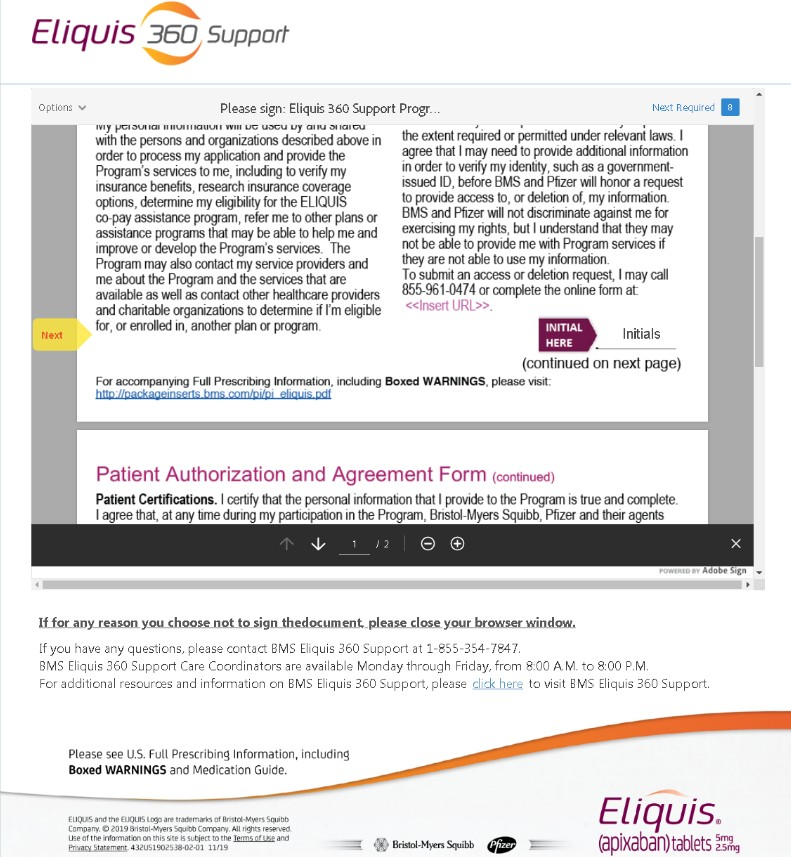 Eliquis 360 Support
Options
Please sign: Eliquis 360 Support Progr...
Next Required 8
My personal information will be used by and shared
with the persons and organizations described above in
order to process my application and provide the
Program's services to me, including to verify my
insurance benefits, research insurance coverage
options, determine my eligibility for the ELIQUIS
co-pay assistance program, refer me to other plans or
assistance programs that may be able to help me and
improve or develop the Program's services. The
Program may also contact my service providers and
me about the Program and the services that are
available as well as contact other healthcare providers
and charitable organizations to determine if I'm eligible
for, or enrolled in, another plan or program.
the extent required or permitted under relevant laws. I
agree that I may need to provide additional information
in order to verify my identity, such as a government-
issued ID, before BMS and Pfizer will honor a request
to provide access to, or deletion of, my information.
BMS and Pfizer will not discriminate against me for
exercising my rights, but I understand that they may
not be able to provide me with Program services if
they are not able to use my information.
To submit an access or deletion request, I may call
855-961-0474 or complete the online form at:
<<Insert URL>>.
Next
INITIAL
HERE
Initials
(continued on next page)
For accompanying Full Prescribing Information, including Boxed WARNINGS, please visit:
http://packageinserts.bms.com/pi/pi_eliquis.pdf
Patient Authorization and Agreement Form (continued)
Patient Certifications. I certify that the personal information that I provide to the Program is true and complete.
I agree that, at any time during my participation in the Program, Bristol-Myers Squibb, Pfizer and their agents
1 / 2
POWERED BY Adobe Sign
If for any reason you choose not to sign thedocument, please close your browser window.
If you have any questions, please contact BMS Eliquis 360 Support at 1-855-354-7847.
BMS Eliquis 360 Support Care Coordinators are available Monday through Friday, from 8:00 A.M. to 8:00 P.M.
For additional resources and information on BMS Eliquis 360 Support, please click here to visit BMS Eliquis 360 Support.
Please see U.S. Full Prescribing Information, including
Boxed WARNINGS and Medication Guide.
ELIQUIS and the ELIQUIS Logo are trademarks of Bristol-Myers Squibb
Company. © 2019 Bristol-Myers Squibb Company. All rights reserved.
Use of the information on this site is subject to the Terms of Use and
Privacy Statement. 432US1902538-02-01 11/19
Bristol-Myers Squibb
Pfizer
Eliquis®
(apixaban) tablets 5mg 2.5mg